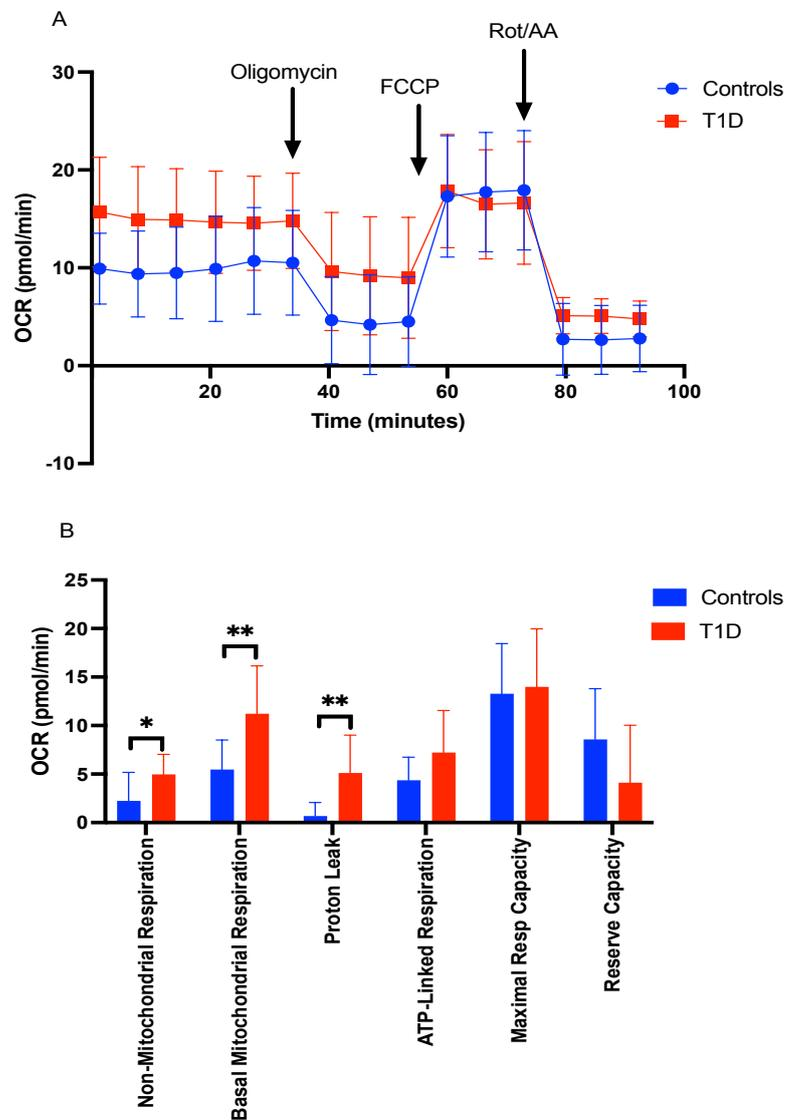 A
Oligomycin
FCCP
Rot/AA
Controls
T1D
OCR (pmol/min)
30
20
10
0
-10
20
40
60
80
100
Time (minutes)
B
Controls
T1D
OCR (pmol/min)
25
20
15
10
5
0
*
**
**
Non-Mitochondrial Respiration
Basal Mitochondrial Respiration
Proton Leak
ATP-Linked Respiration
Maximal Resp Capacity
Reserve Capacity